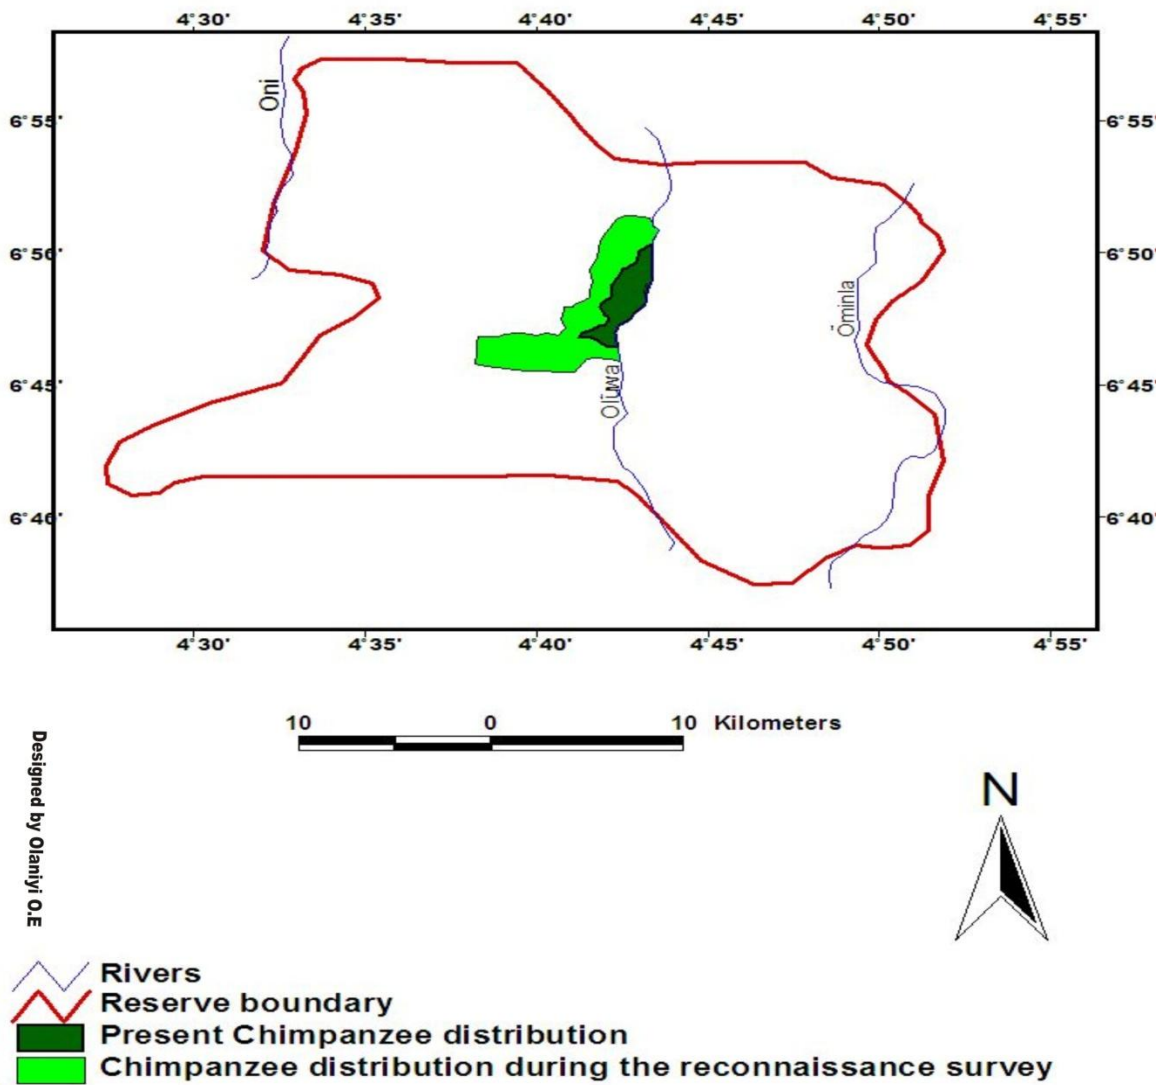 4°30' 4°35' 4°40' 4°45' 4°50' 4°55'
Oni
6°55' 6°55'
6°50' 6°50'
Ominla
6°45' 6°45'
Oluwa
6°40' 6°40'
4°30' 4°35' 4°40' 4°45' 4°50' 4°55'
10 0 10 Kilometers
Designed by Olaniyi O.E
N
Rivers
Reserve boundary
Present Chimpanzee distribution
Chimpanzee distribution during the reconnaissance survey